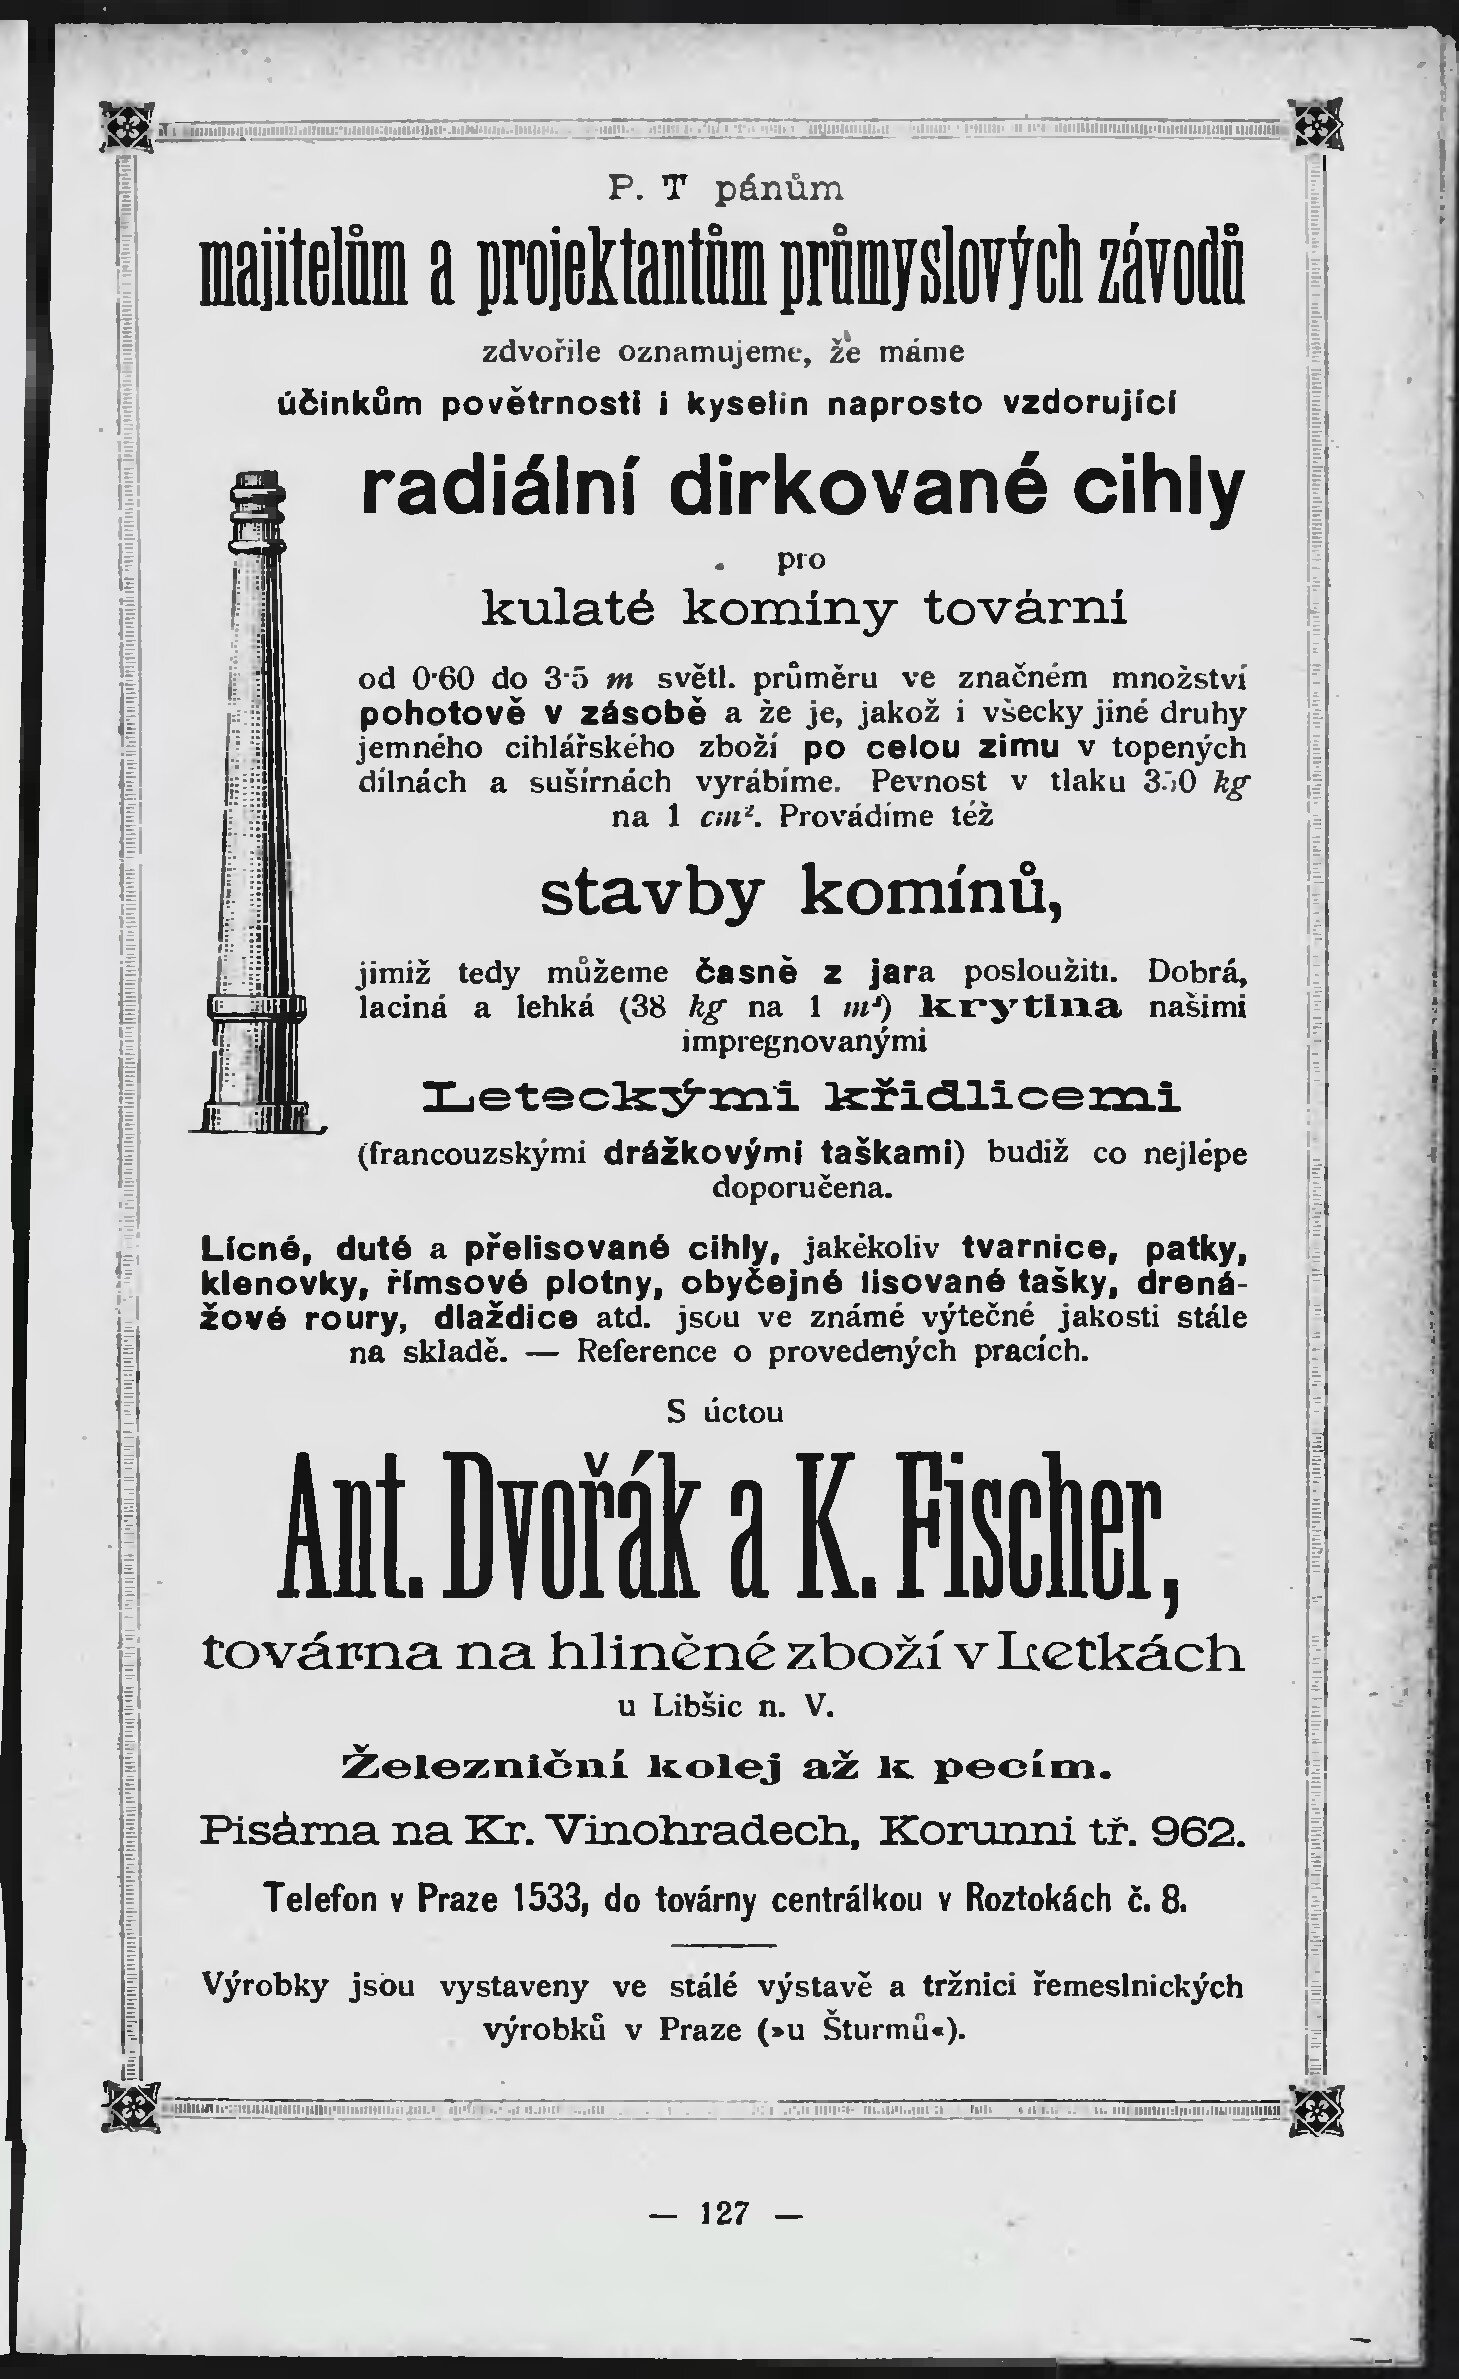 P. T pánům
majitelům a projektantům průmyslových závodů
zdvořile oznamujeme, že máme
účinkům povětrnosti i kyselin naprosto vzdorující
radiální dirkované cihly
pro
kulaté komíny tovární
od 0·60 do 3·5 m světl. průměru ve značném množství
pohotově v zásobě a že je, jakož i všecky jiné druhy
jemného cihlářského zboží po celou zimu v topených
dílnách a sušírnách vyrábíme. Pevnost v tlaku 350 kg
na 1 cm². Provádíme též
stavby komínů,
jimiž tedy můžeme časně z jara posloužiti. Dobrá,
laciná a lehká (38 kg na 1 m²) krytina našimi
impregnovanými
Leteckými křidlicemi
(francouzskými drážkovými taškami) budiž co nejlépe
doporučena.
Lícné, duté a přelisované cihly, jakékoliv tvarnice, patky,
klenovky, římsové plotny, obyčejné lisované tašky, drená-
žové roury, dlaždice atd. jsou ve známé výtečné jakosti stále
na skladě. — Reference o provedených pracích.
S úctou
Ant. Dvořák a K. Fischer,
továrna na hliněné zboží v Letkách
u Libšic n. V.
Železniční kolej až k pecím.
Pisárna na Kr. Vinohradech, Korunni tř. 962.
Telefon v Praze 1533, do továrny centrálkou v Roztokách č. 8.
Výrobky jsou vystaveny ve stálé výstavě a tržnici řemeslnických
výrobků v Praze (»u Šturmů«).
— 127 —